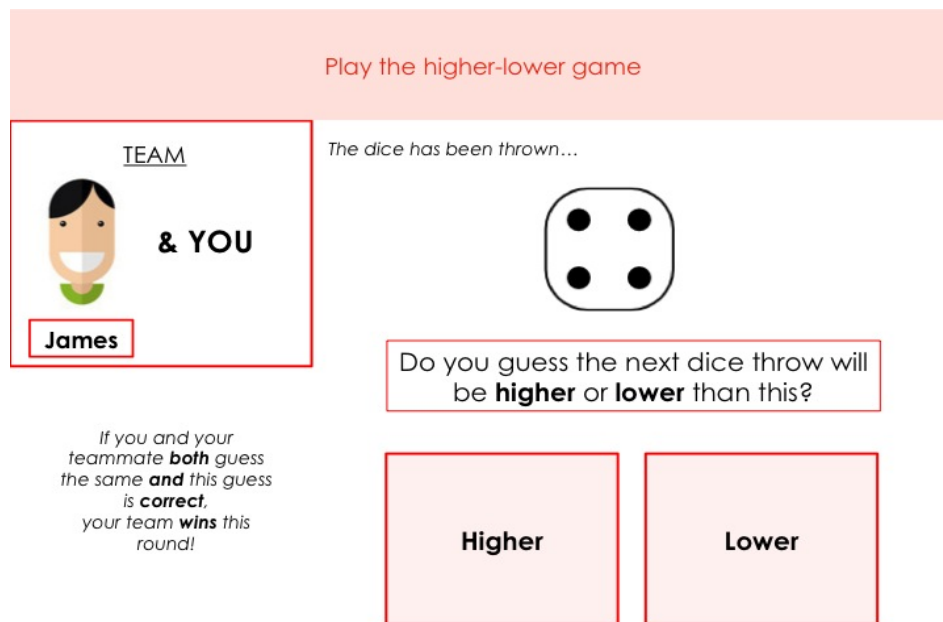 Play the higher-lower game
TEAM
& YOU
James
If you and your
teammate both guess
the same and this guess
is correct,
your team wins this
round!
The dice has been thrown...
Do you guess the next dice throw will
be higher or lower than this?
Higher
Lower